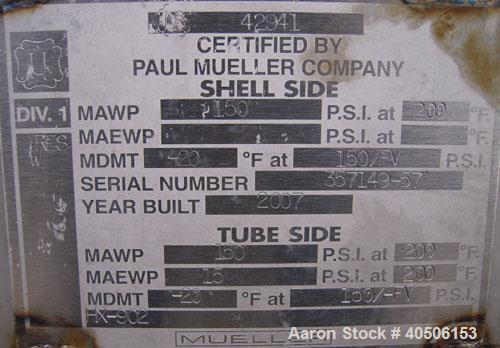 42941
CERTIFIED BY
PAUL MUELLER COMPANY
SHELL SIDE
U
DIV. 1
MAWP 150 P.S.I. at 200 °F.
MAEWP P.S.I. at °F.
RES
W
MDMT -20 °F at 150/FV P.S.I.
SERIAL NUMBER 357149-57
YEAR BUILT 2007
TUBE SIDE
MAWP 150 P.S.I. at 200 °F.
MAEWP 15 P.S.I. at 200 °F.
MDMT -20 °F at 150/-FV P.S.I.
HX-902
MUELLER
Aaron Stock # 40506153